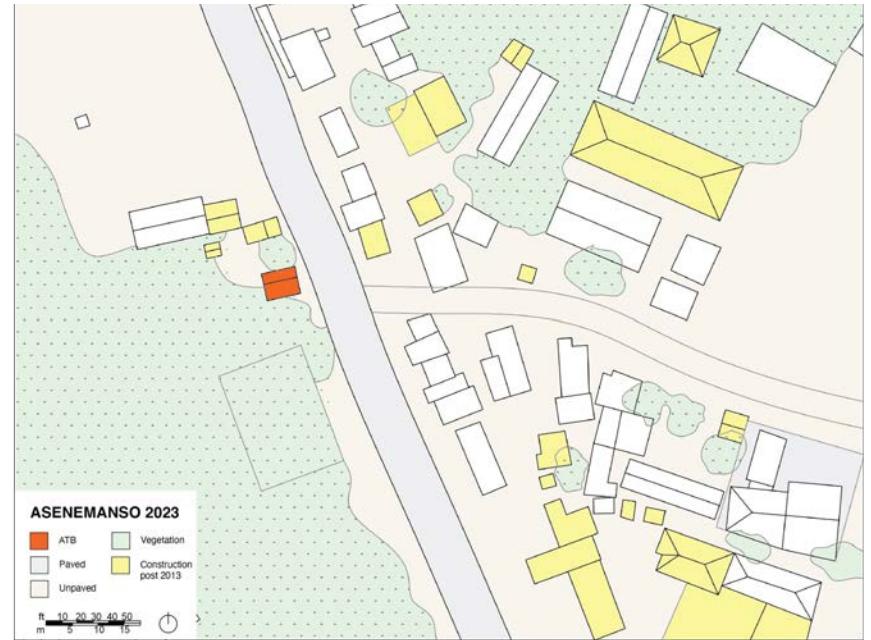 ASENEMANSO 2023
ATB
Vegetation
Paved
Construction
post 2013
Unpaved
ft 10 20 30 40 50
m 5 10 15